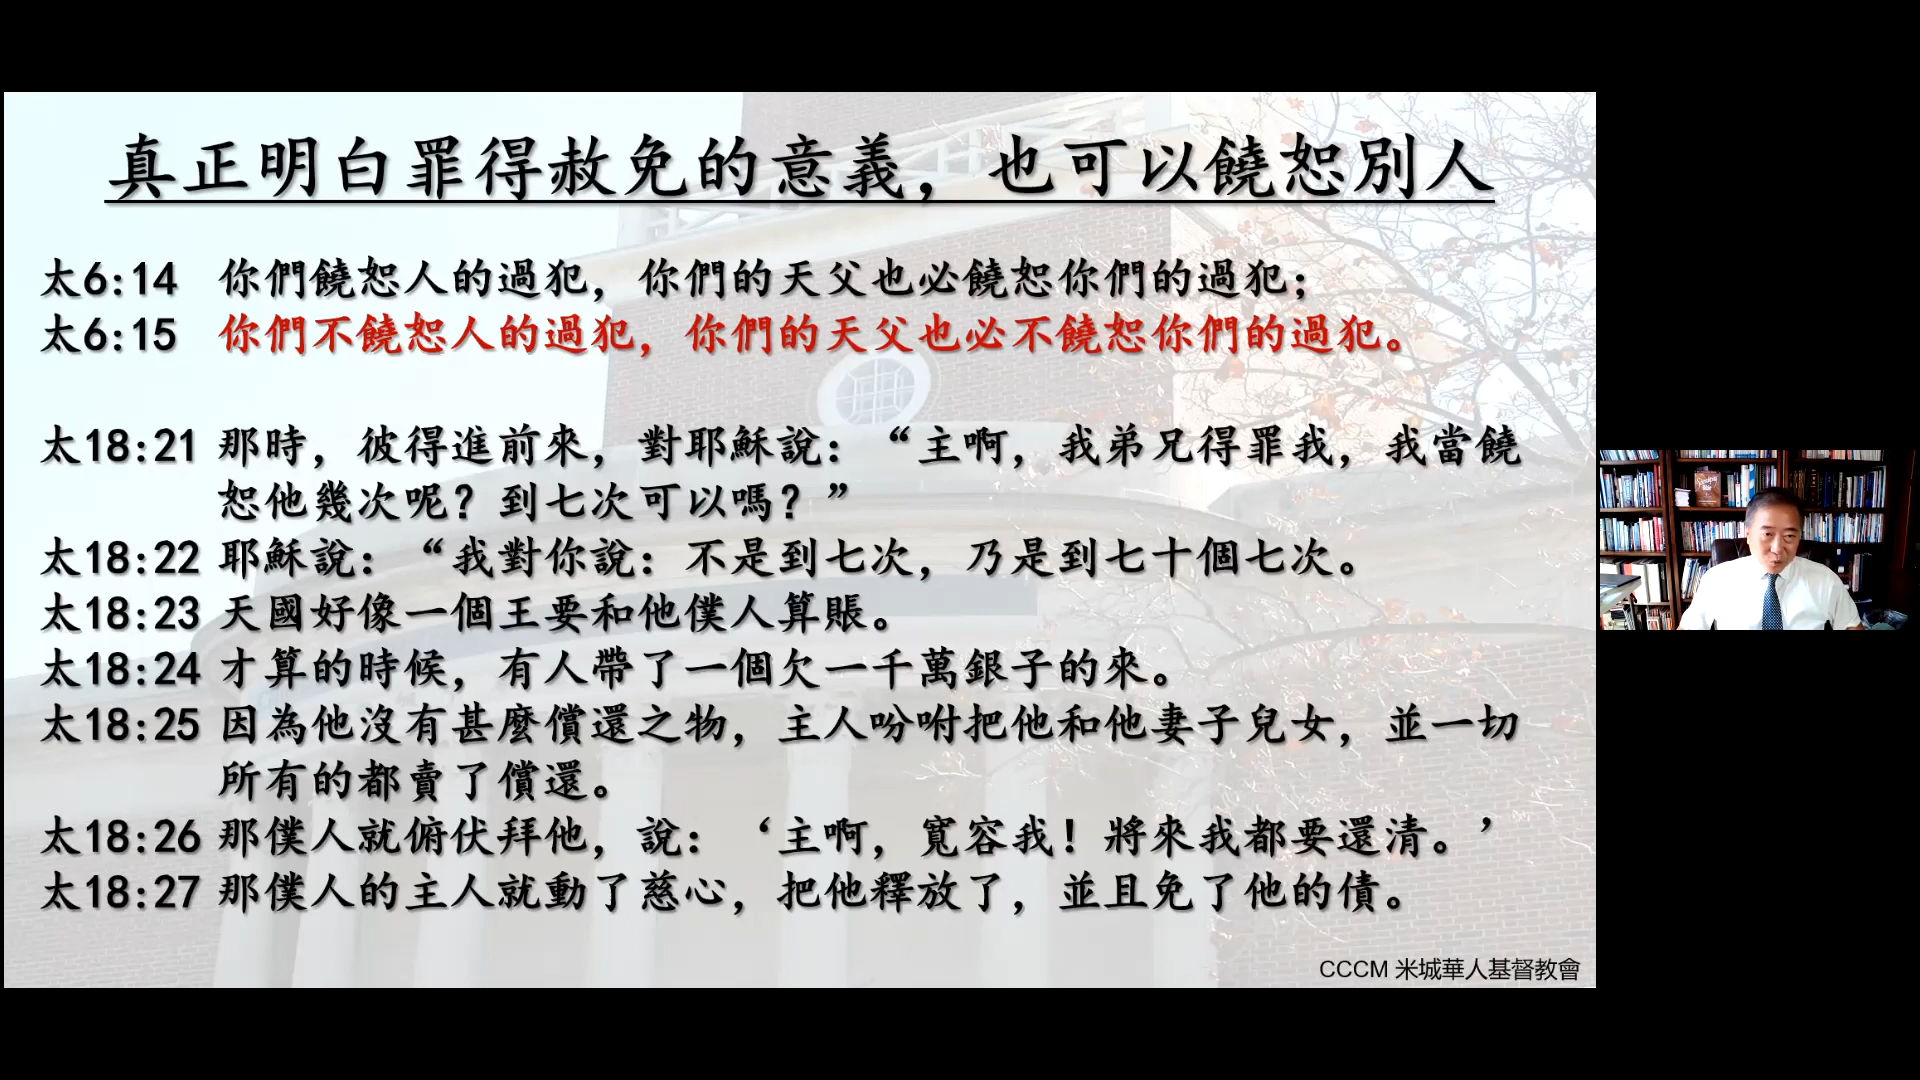 真正明白罪得赦免的意義，也可以饒恕別人
太6:14 你們饒恕人的過犯，你們的天父也必饒恕你們的過犯；
太6:15 你們不饒恕人的過犯，你們的天父也必不饒恕你們的過犯。
太18:21 那時，彼得進前來，對耶穌說：“主啊，我弟兄得罪我，我當饒
恕他幾次呢？到七次可以嗎？”
太18:22 耶穌說：“我對你說：不是到七次，乃是到七十個七次。
太18:23 天國好像一個王要和他僕人算賬。
太18:24 才算的時候，有人帶了一個欠一千萬銀子的來。
太18:25 因為他沒有甚麼償還之物，主人吩咐把他和他妻子兒女，並一切
所有的都賣了償還。
太18:26 那僕人就俯伏拜他，說：‘主啊，寬容我！將來我都要還清。’
太18:27 那僕人的主人就動了慈心，把他釋放了，並且免了他的債。
CCCM 米城華人基督教會